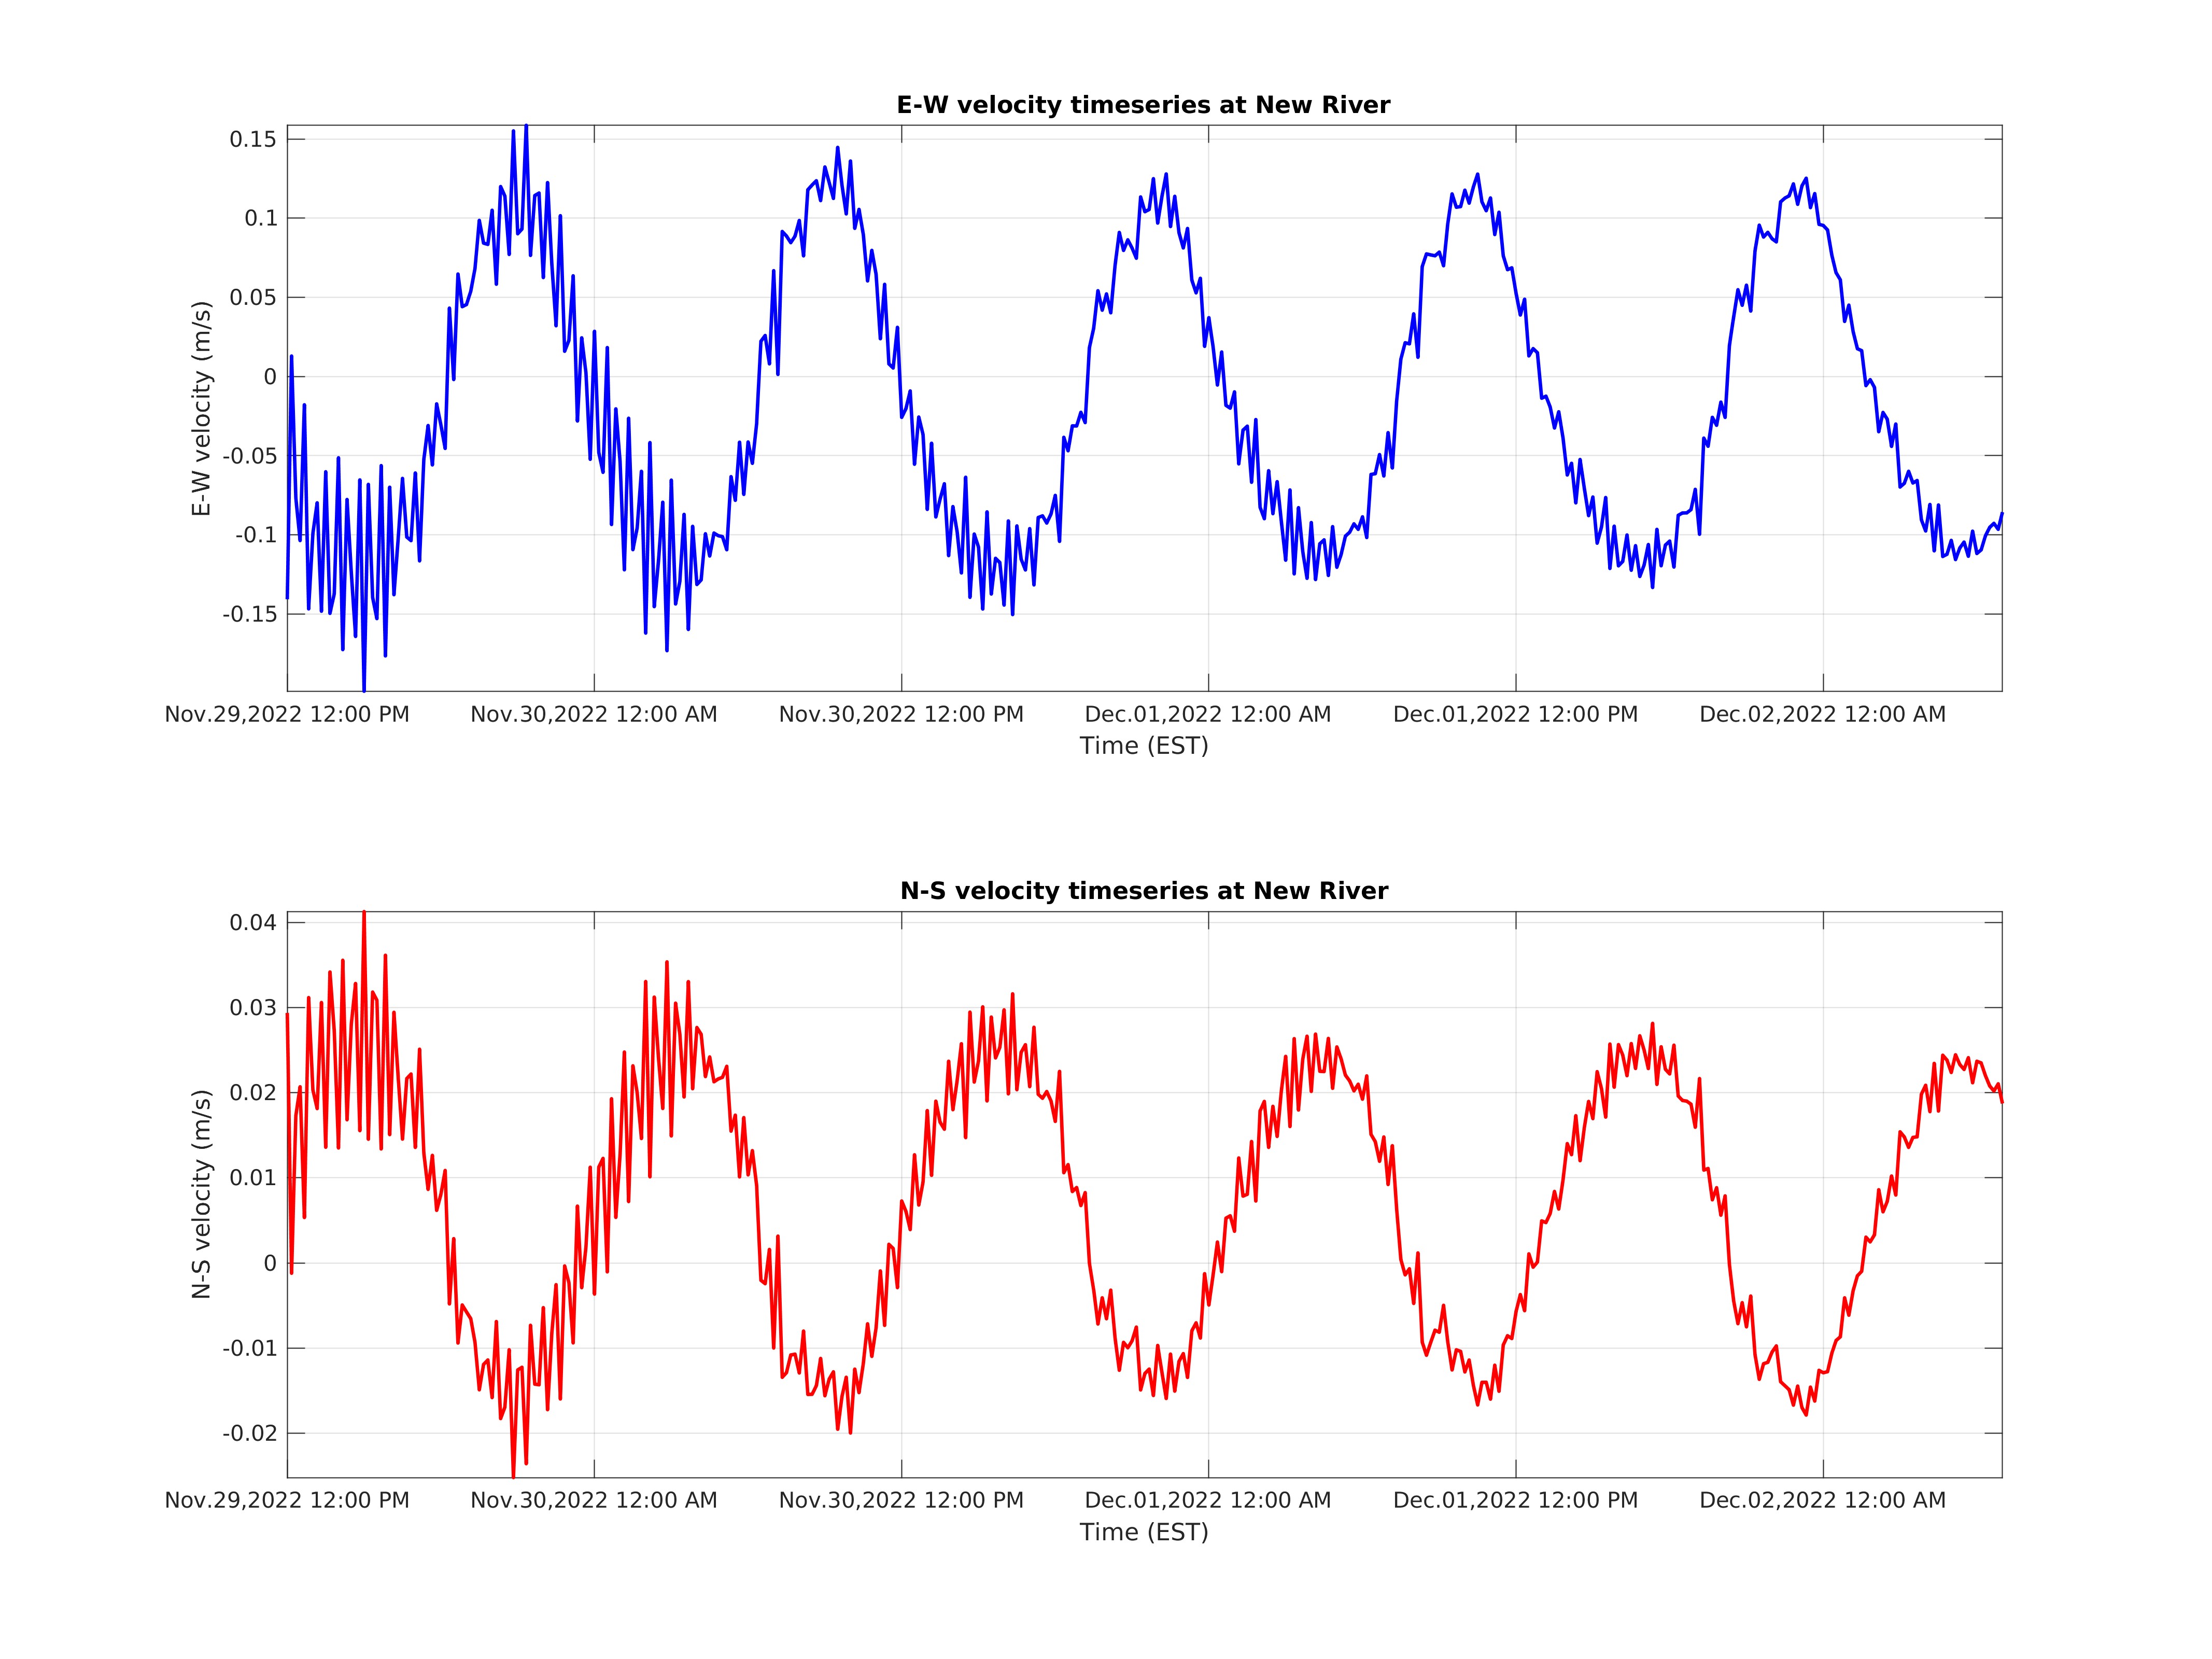 E-W velocity timeseries at New River
0.15
0.1
0.05
0
-0.05
-0.1
-0.15
E-W velocity (m/s)
Nov.29,2022 12:00 PM Nov.30,2022 12:00 AM Nov.30,2022 12:00 PM Dec.01,2022 12:00 AM Dec.01,2022 12:00 PM Dec.02,2022 12:00 AM
Time (EST)
N-S velocity timeseries at New River
0.04
0.03
0.02
0.01
0
-0.01
-0.02
N-S velocity (m/s)
Nov.29,2022 12:00 PM Nov.30,2022 12:00 AM Nov.30,2022 12:00 PM Dec.01,2022 12:00 AM Dec.01,2022 12:00 PM Dec.02,2022 12:00 AM
Time (EST)